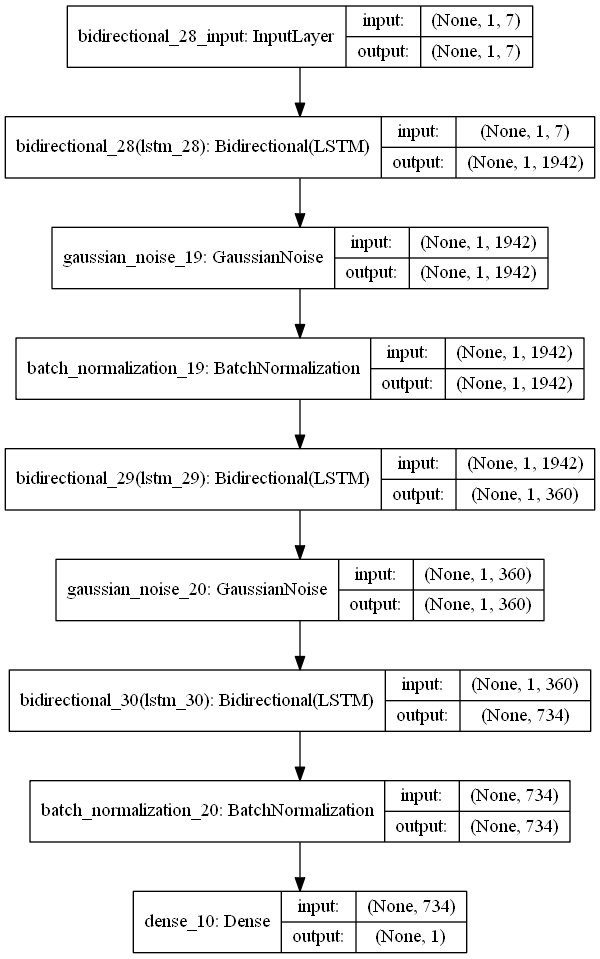 bidirectional_28_input: InputLayer
input: (None, 1, 7)
output: (None, 1, 7)
bidirectional_28(lstm_28): Bidirectional(LSTM)
input: (None, 1, 7)
output: (None, 1, 1942)
gaussian_noise_19: GaussianNoise
input: (None, 1, 1942)
output: (None, 1, 1942)
batch_normalization_19: BatchNormalization
input: (None, 1, 1942)
output: (None, 1, 1942)
bidirectional_29(lstm_29): Bidirectional(LSTM)
input: (None, 1, 1942)
output: (None, 1, 360)
gaussian_noise_20: GaussianNoise
input: (None, 1, 360)
output: (None, 1, 360)
bidirectional_30(lstm_30): Bidirectional(LSTM)
input: (None, 1, 360)
output: (None, 734)
batch_normalization_20: BatchNormalization
input: (None, 734)
output: (None, 734)
dense_10: Dense
input: (None, 734)
output: (None, 1)